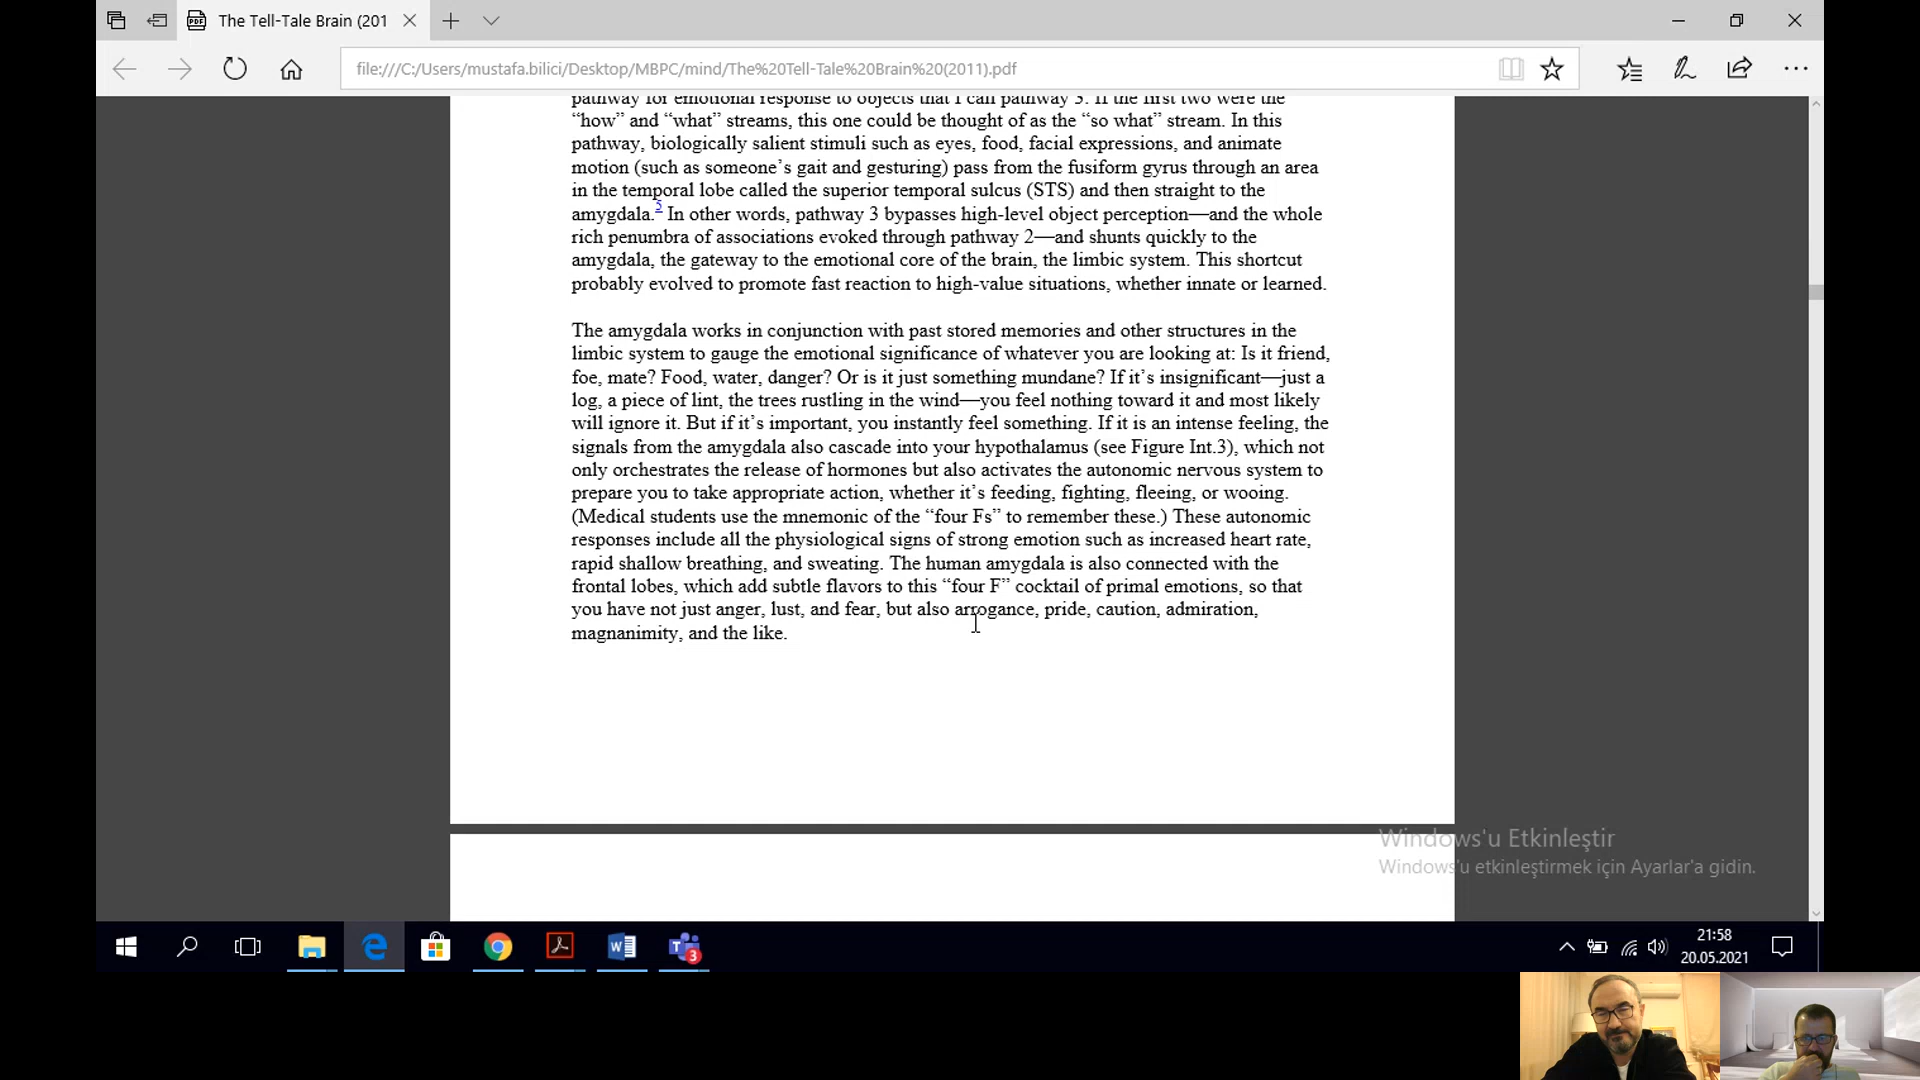 The Tell-Tale Brain (201
file:///C:/Users/mustafa.bilici/Desktop/MBPC/mind/The%20Tell-Tale%20Brain%20(2011).pdf
pathway for emotional response to objects that I call pathway 3. If the first two were the
“how” and “what” streams, this one could be thought of as the “so what” stream. In this
pathway, biologically salient stimuli such as eyes, food, facial expressions, and animate
motion (such as someone’s gait and gesturing) pass from the fusiform gyrus through an area
in the temporal lobe called the superior temporal sulcus (STS) and then straight to the
amygdala.5 In other words, pathway 3 bypasses high-level object perception—and the whole
rich penumbra of associations evoked through pathway 2—and shunts quickly to the
amygdala, the gateway to the emotional core of the brain, the limbic system. This shortcut
probably evolved to promote fast reaction to high-value situations, whether innate or learned.
The amygdala works in conjunction with past stored memories and other structures in the
limbic system to gauge the emotional significance of whatever you are looking at: Is it friend,
foe, mate? Food, water, danger? Or is it just something mundane? If it’s insignificant—just a
log, a piece of lint, the trees rustling in the wind—you feel nothing toward it and most likely
will ignore it. But if it’s important, you instantly feel something. If it is an intense feeling, the
signals from the amygdala also cascade into your hypothalamus (see Figure Int.3), which not
only orchestrates the release of hormones but also activates the autonomic nervous system to
prepare you to take appropriate action, whether it’s feeding, fighting, fleeing, or wooing.
(Medical students use the mnemonic of the “four Fs” to remember these.) These autonomic
responses include all the physiological signs of strong emotion such as increased heart rate,
rapid shallow breathing, and sweating. The human amygdala is also connected with the
frontal lobes, which add subtle flavors to this “four F” cocktail of primal emotions, so that
you have not just anger, lust, and fear, but also arrogance, pride, caution, admiration,
magnanimity, and the like.
Windows'u Etkinleştir
Windows'u etkinleştirmek için Ayarlar'a gidin.
3
21:58
20.05.2021